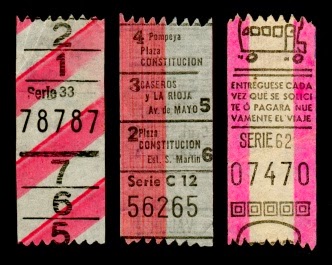 2
1
Serie 33
78787
7
6
5
4 Pompeya
Plaza
CONSTITUCION
3 CASEROS
y LA RIOJA
Av. de MAYO 5
2 Plaza
CONSTITUCION
Est. S. Martin 6
Serie C 12
56265
ENTRÉGUESE CADA
VEZ QUE SE SOLICI
TE Ó PAGARA NUE
VAMENTE EL VIAJE
SERIE 62
07470